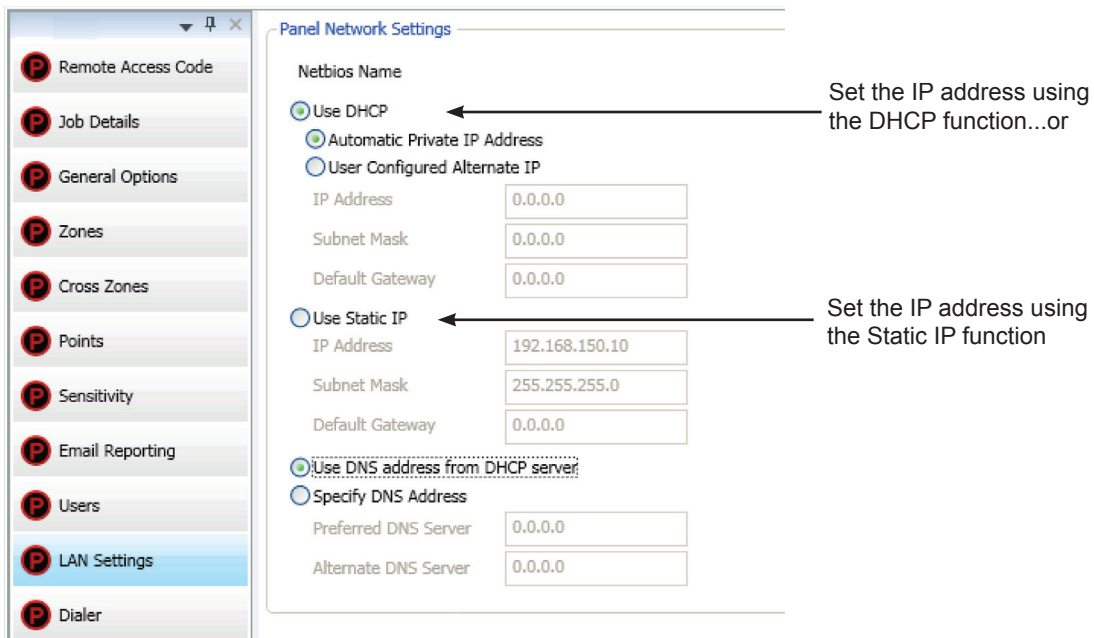 Remote Access Code
Job Details
General Options
Zones
Cross Zones
Points
Sensitivity
Email Reporting
Users
LAN Settings
Dialer
Panel Network Settings
Netbios Name
Use DHCP
Automatic Private IP Address
User Configured Alternate IP
IP Address 0.0.0.0
Subnet Mask 0.0.0.0
Default Gateway 0.0.0.0
Use Static IP
IP Address 192.168.150.10
Subnet Mask 255.255.255.0
Default Gateway 0.0.0.0
Use DNS address from DHCP server
Specify DNS Address
Preferred DNS Server 0.0.0.0
Alternate DNS Server 0.0.0.0
Set the IP address using
the DHCP function...or
Set the IP address using
the Static IP function